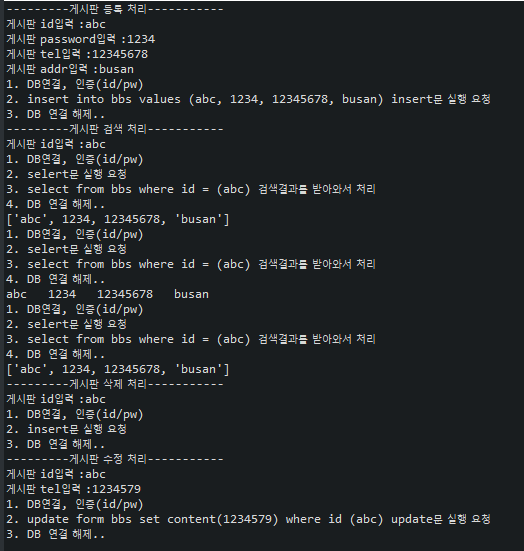 ---------게시판 등록 처리-----------
게시판 id입력 :abc
게시판 password입력 :1234
게시판 tel입력 :12345678
게시판 addr입력 :busan
1. DB연결, 인증(id/pw)
2. insert into bbs values (abc, 1234, 12345678, busan) insert문 실행 요청
3. DB 연결 해제..
---------게시판 검색 처리-----------
게시판 id입력 :abc
1. DB연결, 인증(id/pw)
2. selert문 실행 요청
3. select from bbs where id = (abc) 검색결과를 받아와서 처리
4. DB 연결 해제..
['abc', 1234, 12345678, 'busan']
1. DB연결, 인증(id/pw)
2. selert문 실행 요청
3. select from bbs where id = (abc) 검색결과를 받아와서 처리
4. DB 연결 해제..
abc   1234   12345678   busan
1. DB연결, 인증(id/pw)
2. selert문 실행 요청
3. select from bbs where id = (abc) 검색결과를 받아와서 처리
4. DB 연결 해제..
['abc', 1234, 12345678, 'busan']
---------게시판 삭제 처리-----------
게시판 id입력 :abc
1. DB연결, 인증(id/pw)
2. insert문 실행 요청
3. DB 연결 해제..
---------게시판 수정 처리-----------
게시판 id입력 :abc
게시판 tel입력 :1234579
1. DB연결, 인증(id/pw)
2. update form bbs set content(1234579) where id (abc) update문 실행 요청
3. DB 연결 해제..